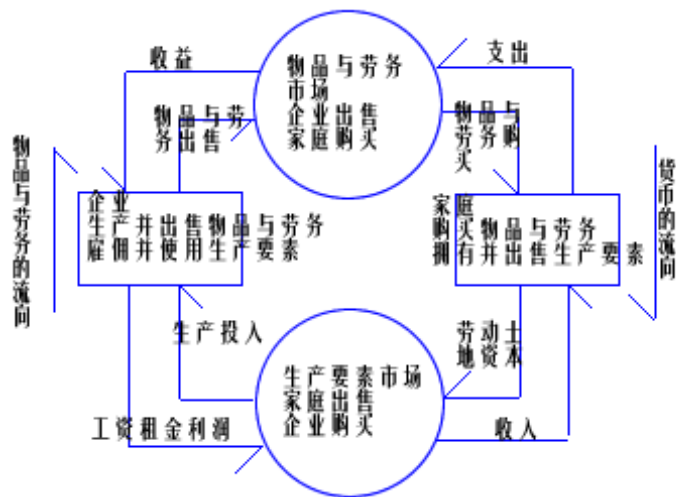 收益
支出
物品与劳务
市场
企业出售
家庭购买
物品与劳
务出售
物品与
劳务购
买
物品与劳务的流向
企业
生产并出售物品与劳务
雇佣并使用生产要素
家庭
购买物品与劳务
拥有并出售生产要素
货币的流向
生产投入
劳动土
地资本
生产要素市场
家庭出售
企业购买
工资租金利润
收入